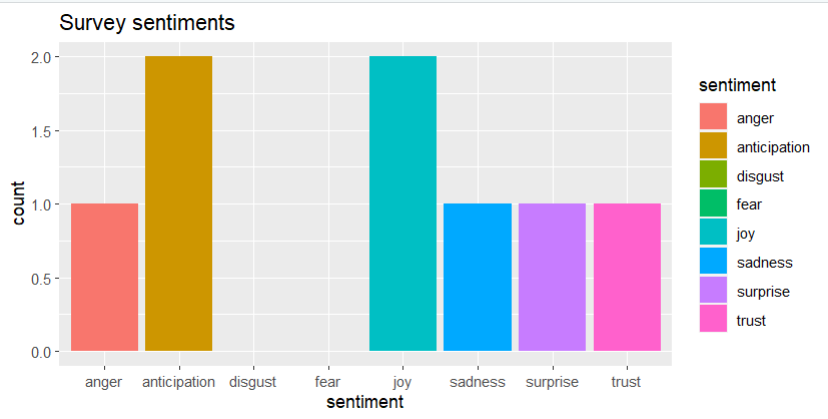 Survey sentiments
2.0
1.5
1.0
0.5
0.0
count
anger anticipation disgust fear joy sadness surprise trust
sentiment
sentiment
anger
anticipation
disgust
fear
joy
sadness
surprise
trust